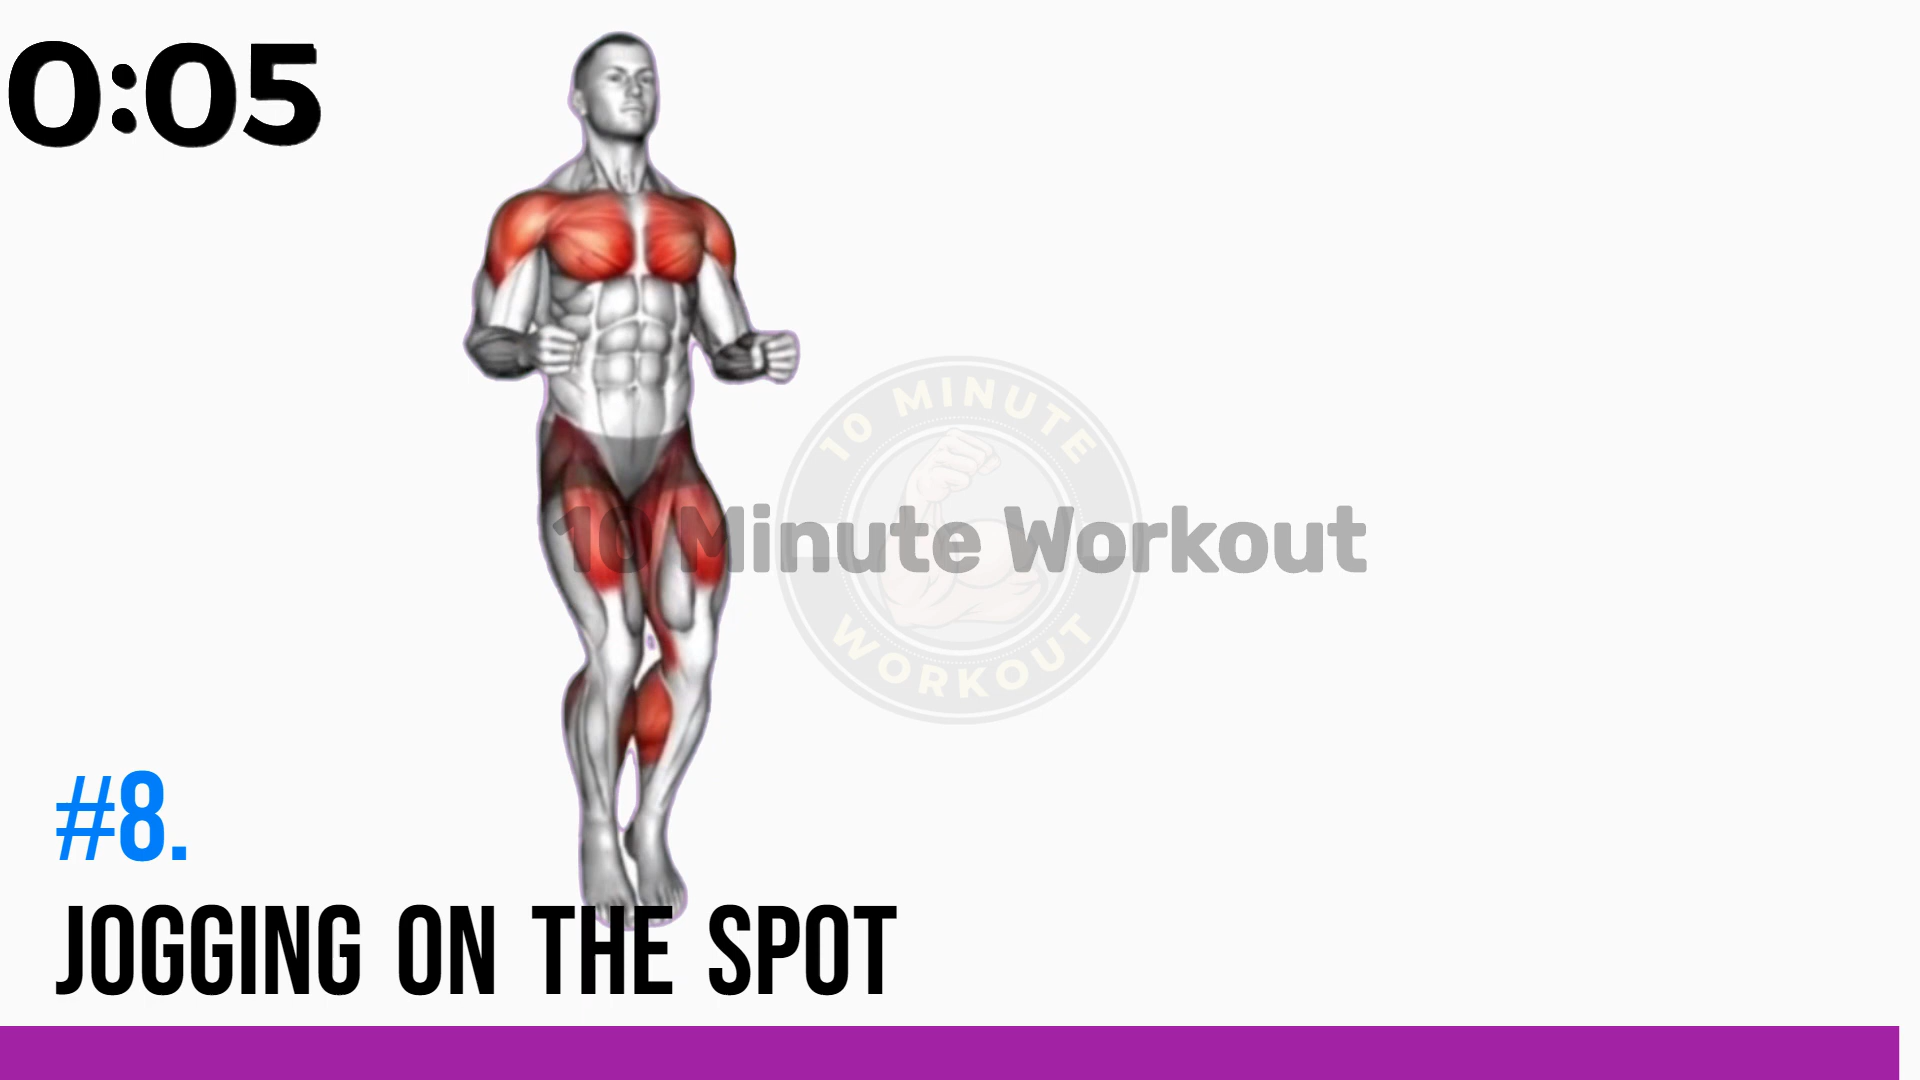 0:05
10 MINUTE
10 Minute Workout
WORKOUT
#8.
JOGGING ON THE SPOT